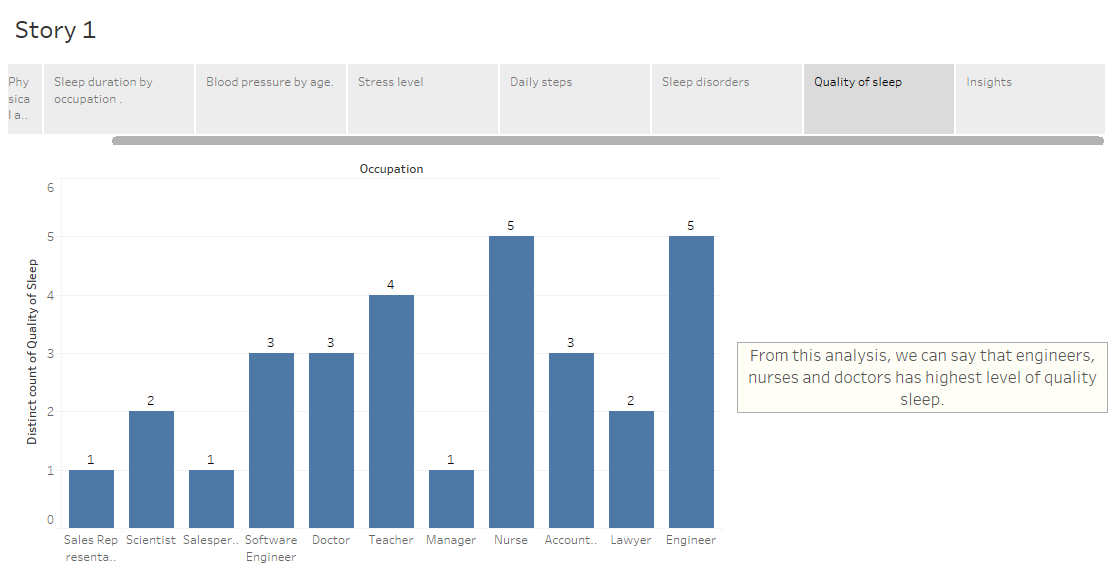 Story 1
Phy
sica
l a..
Sleep duration by
occupation .
Blood pressure by age.
Stress level
Daily steps
Sleep disorders
Quality of sleep
Insights
Occupation
Distinct count of Quality of Sleep
6
5
4
3
2
1
0
1
2
1
3
3
4
1
5
3
2
5
Sales Rep
resenta..
Scientist
Salesper..
Software
Engineer
Doctor
Teacher
Manager
Nurse
Account..
Lawyer
Engineer
From this analysis, we can say that engineers,
nurses and doctors has highest level of quality
sleep.